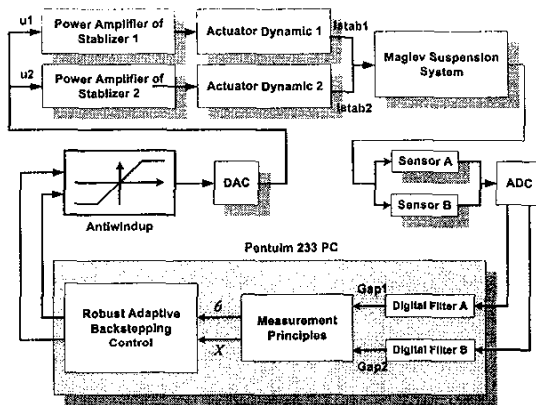 u1
Power Amplifier of
Stablizer 1
Actuator Dynamic 1
Istab1
u2
Power Amplifier of
Stablizer 2
Actuator Dynamic 2
Istab2
Maglev Suspension
System
Antiwindup
DAC
Sensor A
Sensor B
ADC
Pentuim 233 PC
Robust Adaptive
Backstepping
Control
X
Measurement
Principles
Gap1
Gap2
Digital Filter A
Digital Filter B